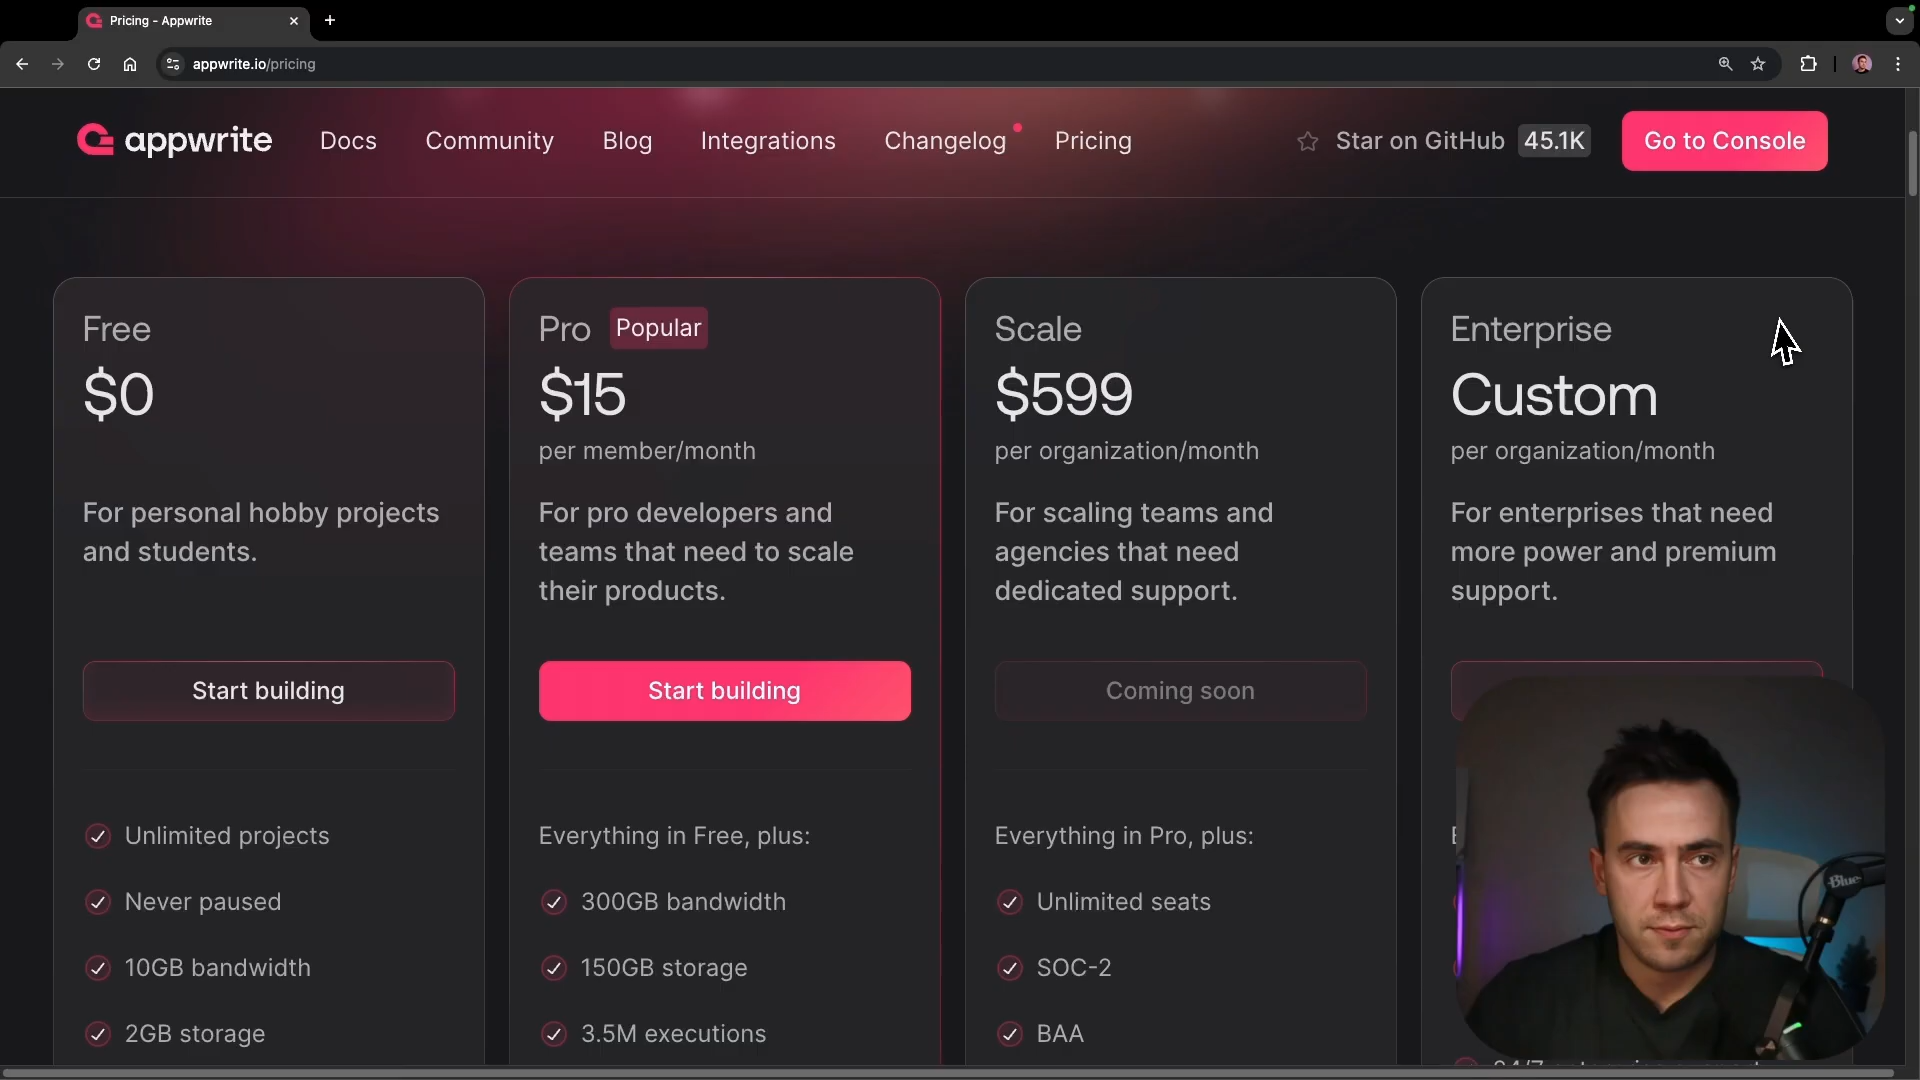 Pricing - Appwrite
appwrite.io/pricing
appwrite
Docs
Community
Blog
Integrations
Changelog
Pricing
Star on GitHub
45.1K
Go to Console
Free
$0
For personal hobby projects
and students.
Start building
Unlimited projects
Never paused
10GB bandwidth
2GB storage
Pro
Popular
$15
per member/month
For pro developers and
teams that need to scale
their products.
Start building
Everything in Free, plus:
300GB bandwidth
150GB storage
3.5M executions
Scale
$599
per organization/month
For scaling teams and
agencies that need
dedicated support.
Coming soon
Everything in Pro, plus:
Unlimited seats
SOC-2
BAA
Enterprise
Custom
per organization/month
For enterprises that need
more power and premium
support.
Blue